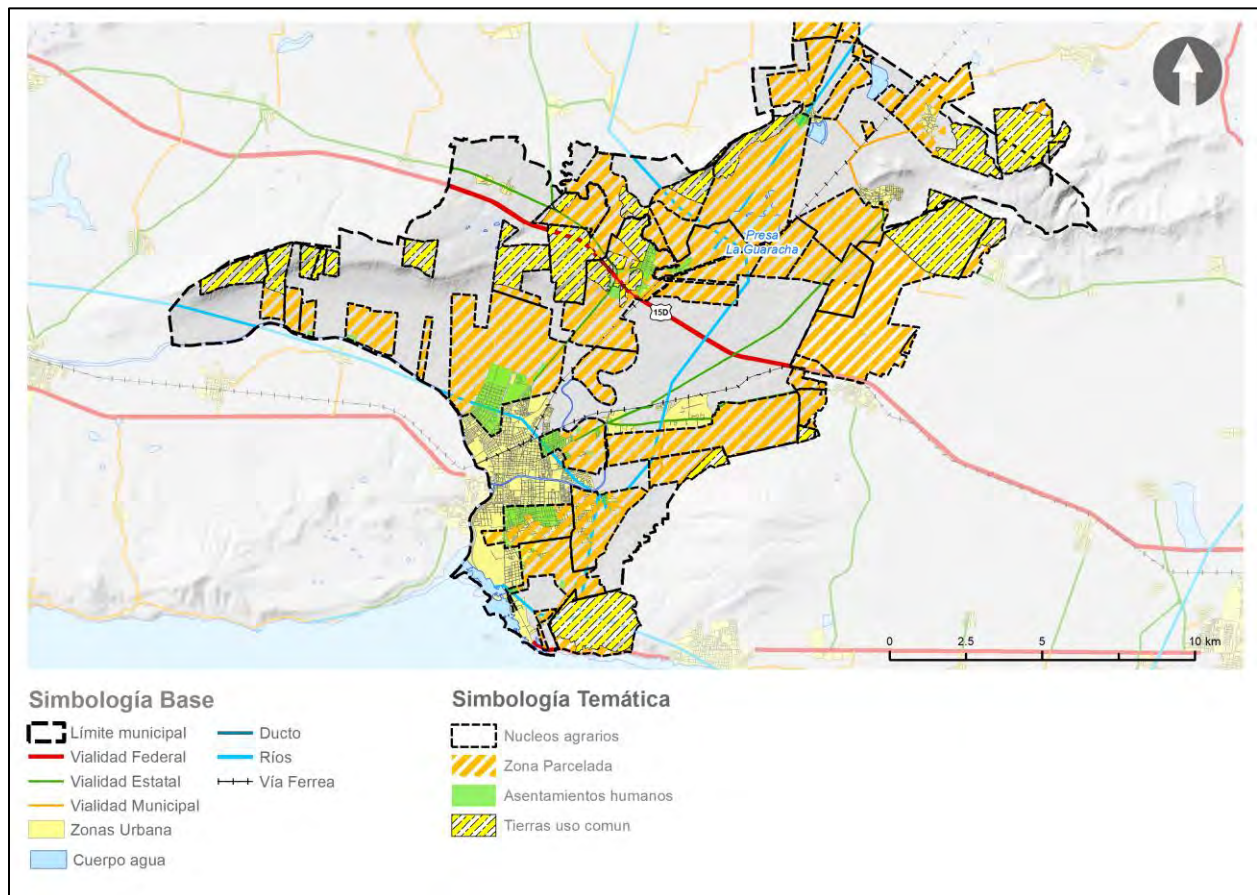 Presa
La Guaracha
15D
0 2.5 5 10 km
Simbología Base
Límite municipal
Vialidad Federal
Vialidad Estatal
Vialidad Municipal
Zonas Urbana
Cuerpo agua
Ducto
Ríos
Vía Ferrea
Simbología Temática
Nucleos agrarios
Zona Parcelada
Asentamientos humanos
Tierras uso comun